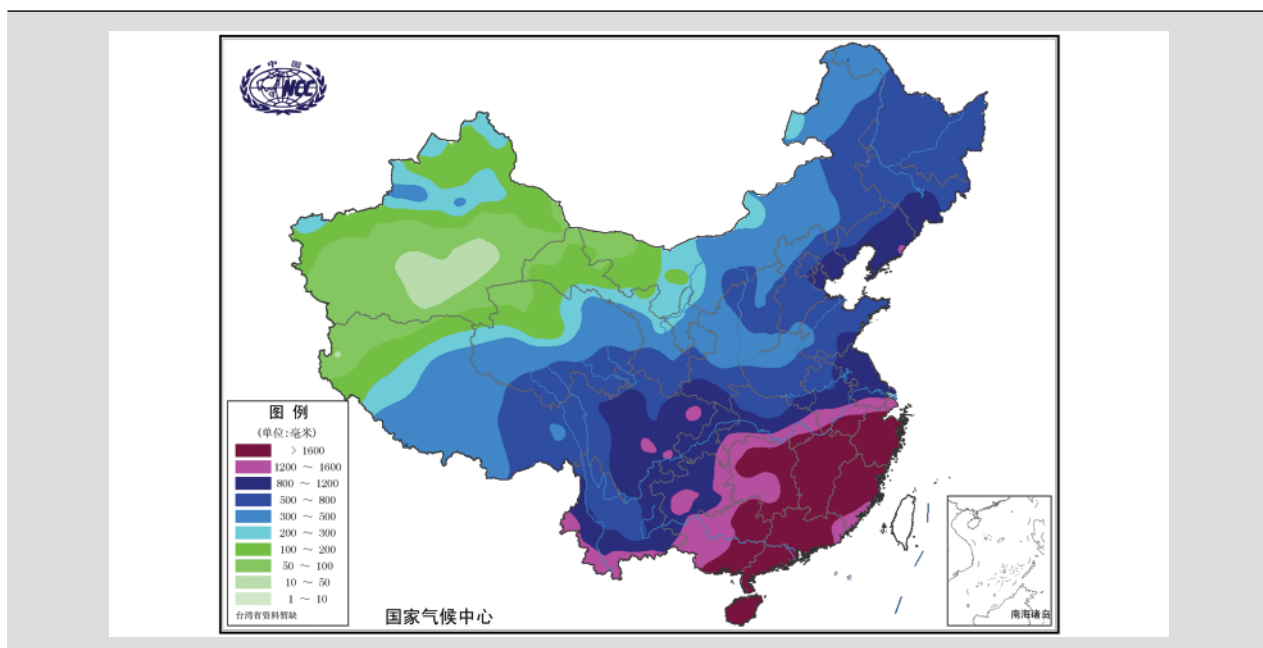 中国
NCC
图 例
(单位:毫米)
> 1600
1200 ~ 1600
800 ~ 1200
500 ~ 800
300 ~ 500
200 ~ 300
100 ~ 200
50 ~ 100
10 ~ 50
1 ~ 10
台湾省资料暂缺
国家气候中心
南海诸岛